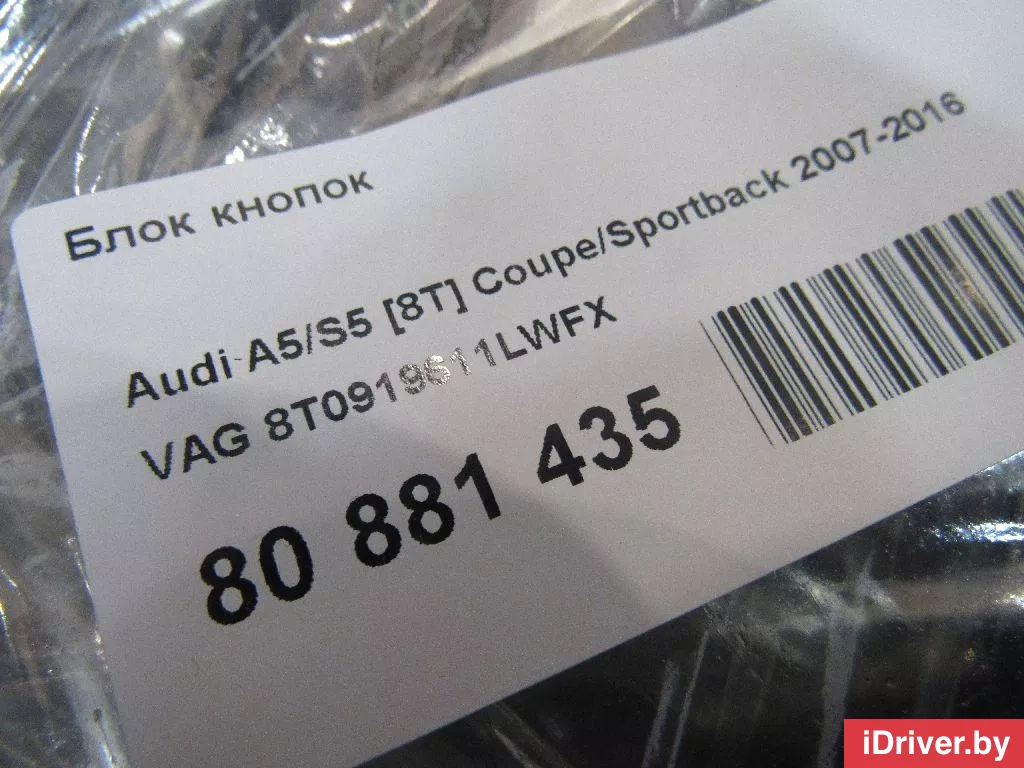 Блок кнопок
Audi A5/S5 [8T] Coupe/Sportback 2007-2016
VAG 8T0919611LWFX
80 881 435
iDriver.by